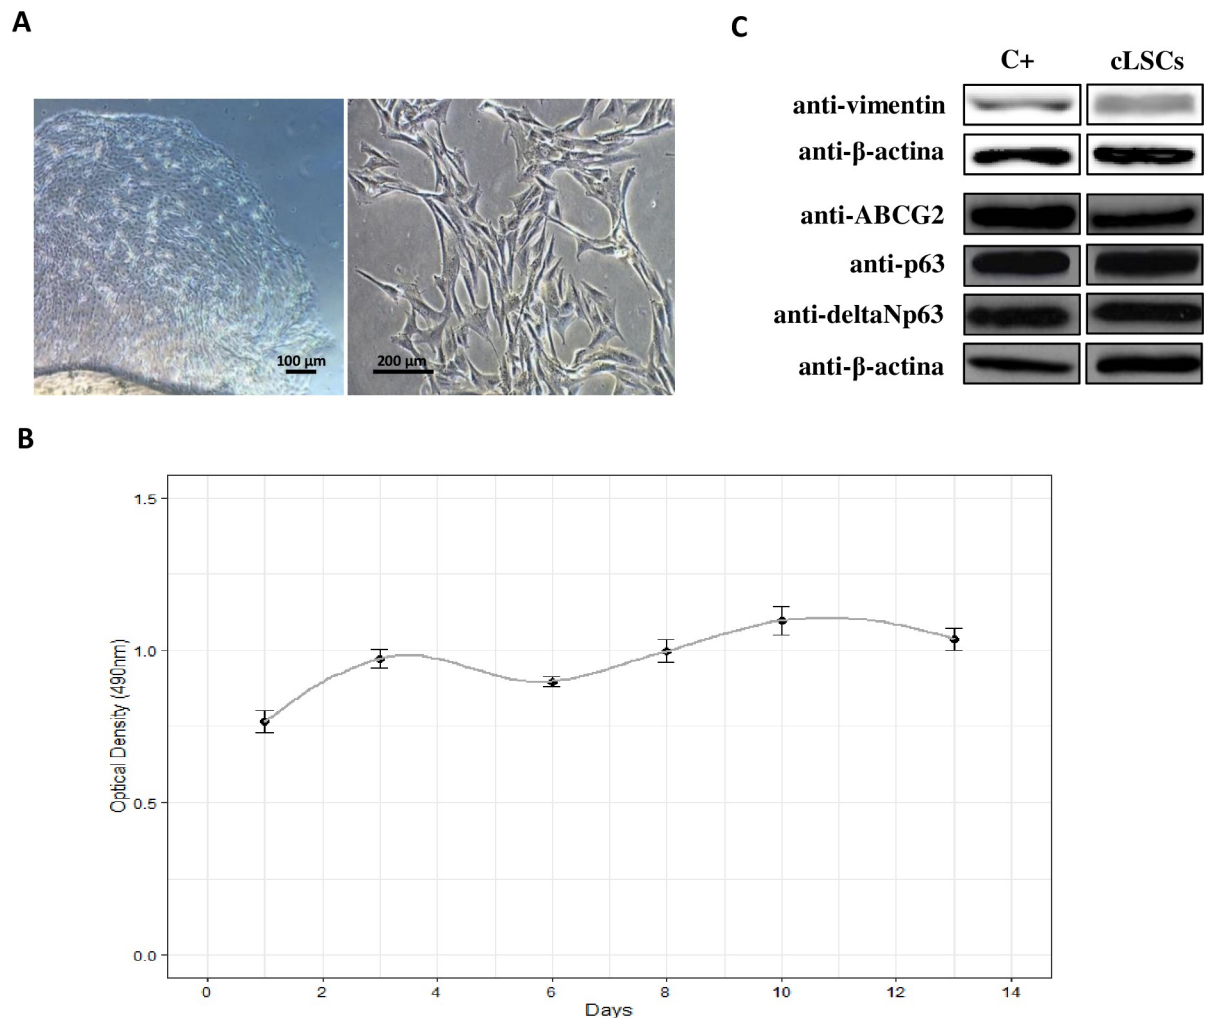 A
100 µm
200 µm
C
C+ cLSCs
anti-vimentin
anti-β-actina
anti-ABCG2
anti-p63
anti-deltaNp63
anti-β-actina
B
1.5
1.0
0.5
0.0
Optical Density (490nm)
0 2 4 6 8 10 12 14
Days